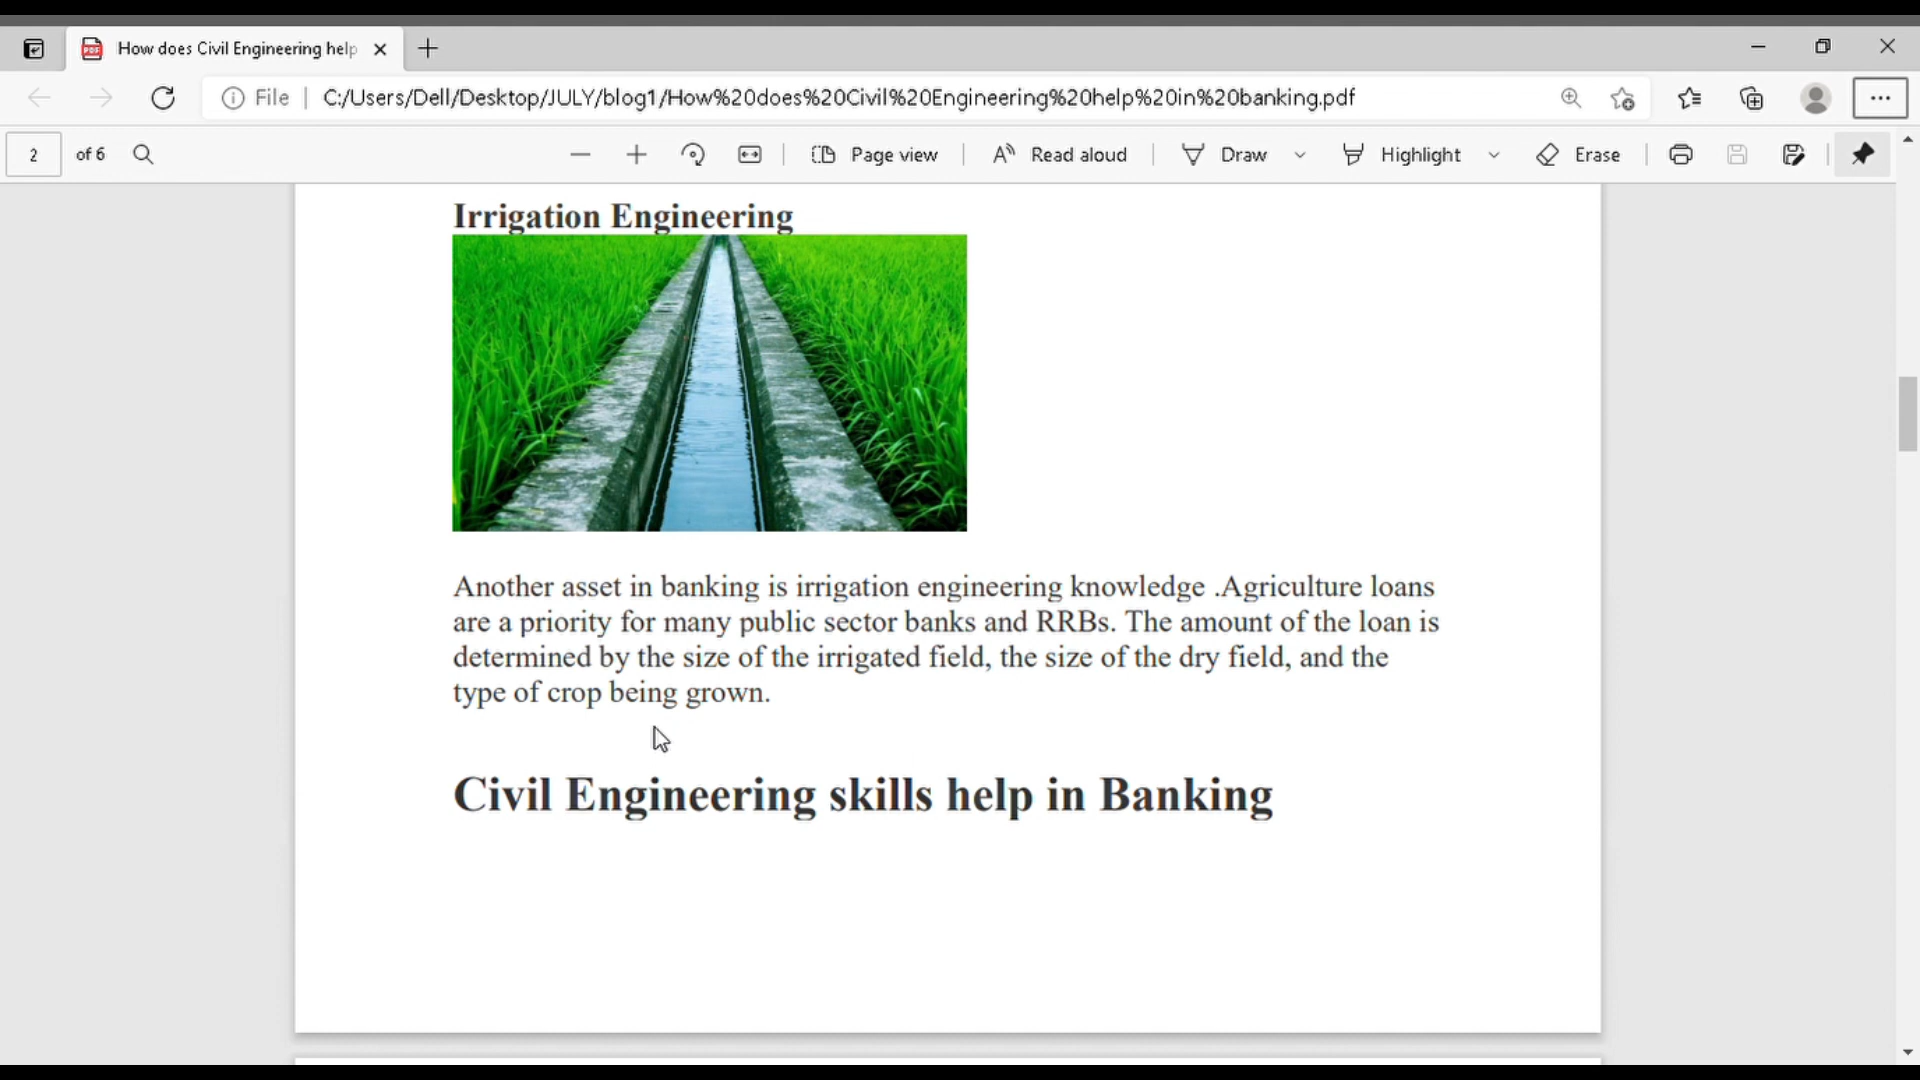 How does Civil Engineering help
File
C:/Users/Dell/Desktop/JULY/blog1/How%20does%20Civil%20Engineering%20help%20in%20banking.pdf
2 of 6
Page view
Read aloud
Draw
Highlight
Erase
Irrigation Engineering
Another asset in banking is irrigation engineering knowledge .Agriculture loans
are a priority for many public sector banks and RRBs. The amount of the loan is
determined by the size of the irrigated field, the size of the dry field, and the
type of crop being grown.
Civil Engineering skills help in Banking